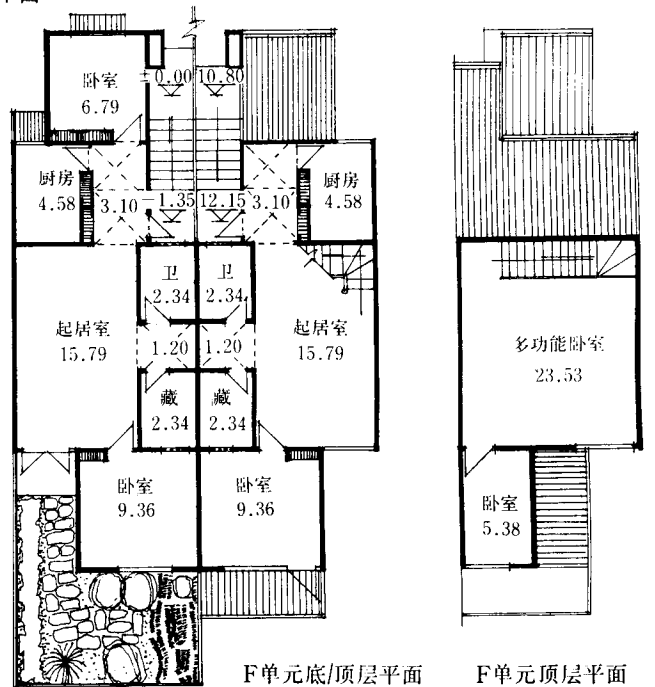 卧室
6.79
±0.00 10.80
厨房
4.58
3.10
-1.35 12.15
3.10
厨房
4.58
卫
2.34
卫
2.34
起居室
15.79
1.20
1.20
起居室
15.79
藏
2.34
藏
2.34
卧室
9.36
卧室
9.36
多功能卧室
23.53
卧室
5.38
F单元底/顶层平面
F单元顶层平面